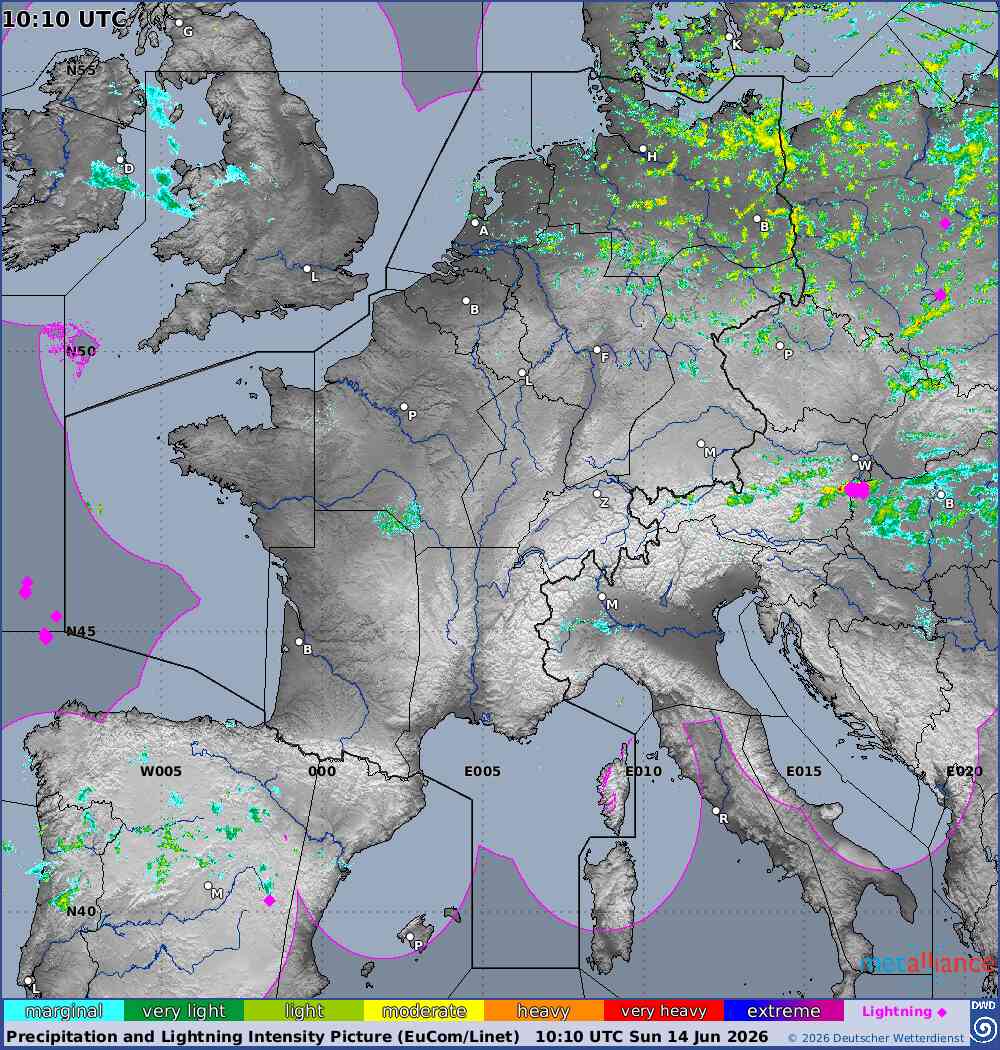 10:10 UTC
G
K
N55
D
H
A
B
L
B
N50
F
P
L
P
M
W
Z
B
M
N45
B
W005
000
E005
E010
E015
E020
R
M
N40
P
L
metalliance
marginal
very light
light
moderate
heavy
very heavy
extreme
Lightning
DWD
Precipitation and Lightning Intensity Picture (EuCom/Linet) 10:10 UTC Sun 14 Jun 2026 © 2026 Deutscher Wetterdienst